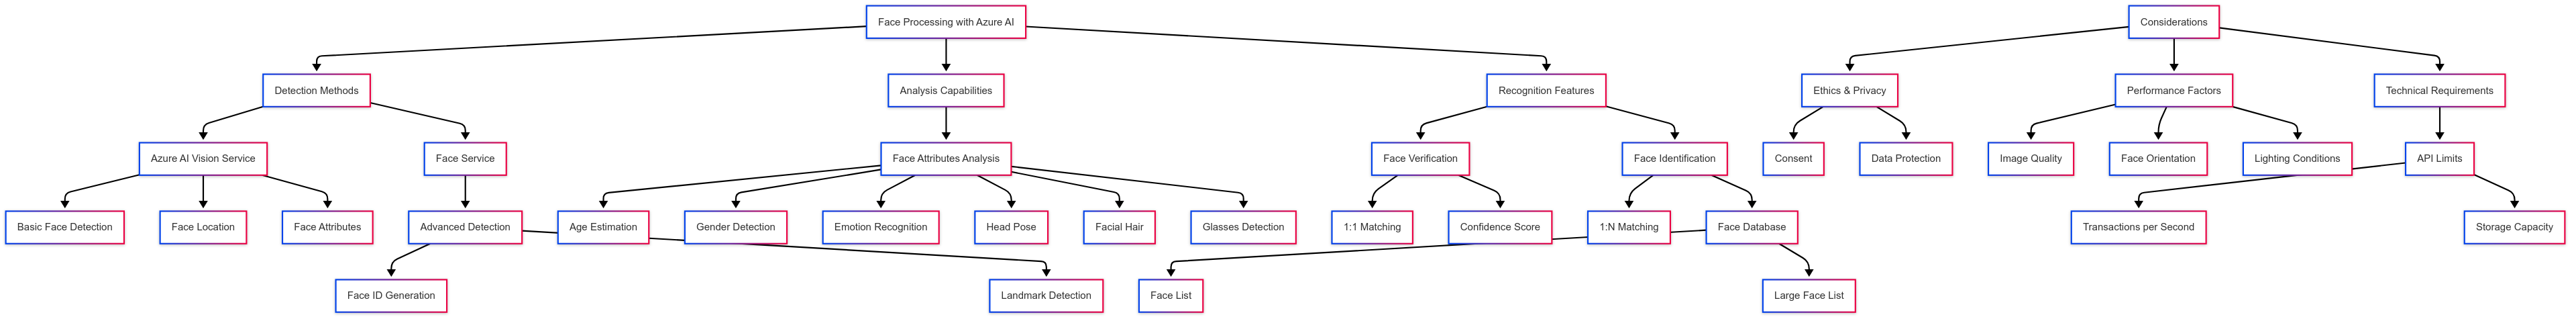 Face Processing with Azure AI
Considerations
Detection Methods
Analysis Capabilities
Recognition Features
Ethics & Privacy
Performance Factors
Technical Requirements
Azure AI Vision Service
Face Service
Face Attributes Analysis
Face Verification
Face Identification
Consent
Data Protection
Image Quality
Face Orientation
Lighting Conditions
API Limits
Basic Face Detection
Face Location
Face Attributes
Advanced Detection
Age Estimation
Gender Detection
Emotion Recognition
Head Pose
Facial Hair
Glasses Detection
1:1 Matching
Confidence Score
1:N Matching
Face Database
Transactions per Second
Storage Capacity
Face ID Generation
Landmark Detection
Face List
Large Face List